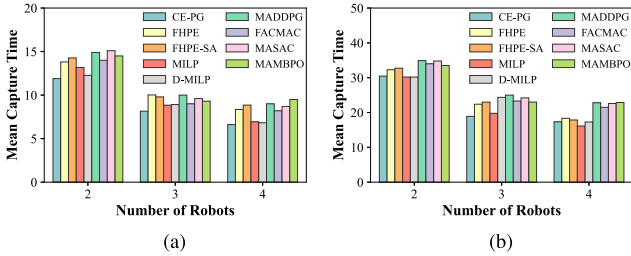 20
15
10
5
0
Mean Capture Time
CE-PG
FHPE
FHPE-SA
MILP
D-MILP
MADDPG
FACMAC
MASAC
MAMBPO
2
3
4
Number of Robots
(a)
50
40
30
20
10
0
Mean Capture Time
CE-PG
FHPE
FHPE-SA
MILP
D-MILP
MADDPG
FACMAC
MASAC
MAMBPO
2
3
4
Number of Robots
(b)